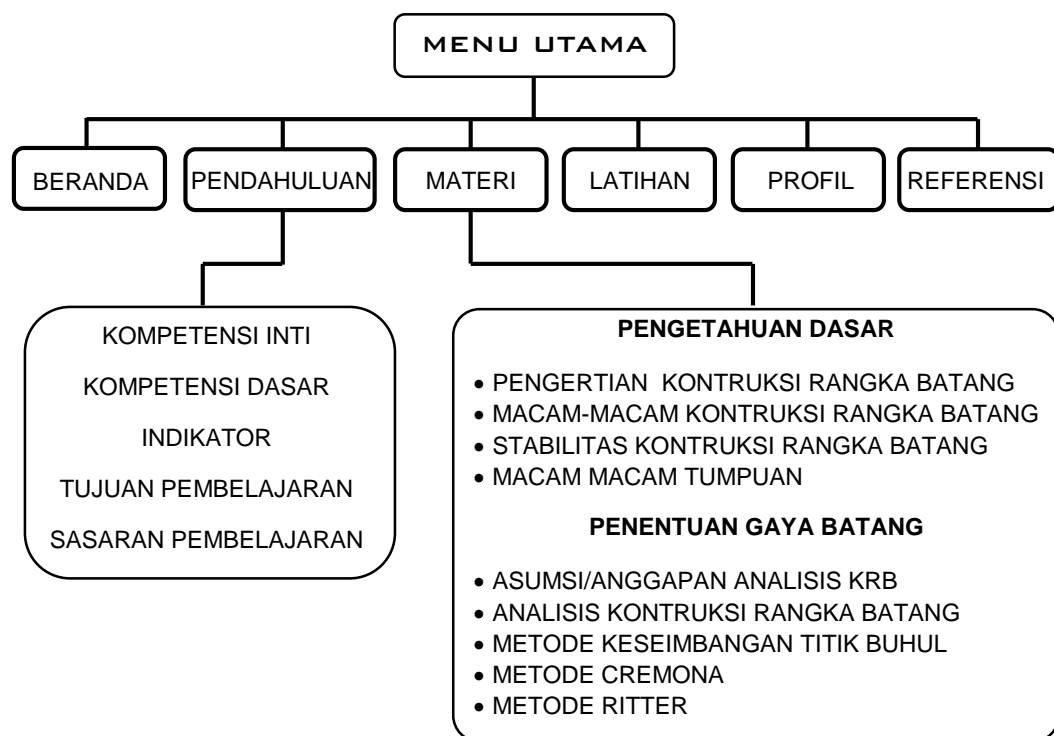 MENU UTAMA
BERANDA
PENDAHULUAN
MATERI
LATIHAN
PROFIL
REFERENSI
KOMPETENSI INTI
KOMPETENSI DASAR
INDIKATOR
TUJUAN PEMBELAJARAN
SASARAN PEMBELAJARAN
PENGETAHUAN DASAR
• PENGERTIAN KONTRUKSI RANGKA BATANG
• MACAM-MACAM KONTRUKSI RANGKA BATANG
• STABILITAS KONTRUKSI RANGKA BATANG
• MACAM MACAM TUMPUAN
PENENTUAN GAYA BATANG
• ASUMSI/ANGGAPAN ANALISIS KRB
• ANALISIS KONTRUKSI RANGKA BATANG
• METODE KESEIMBANGAN TITIK BUHUL
• METODE CREMONA
• METODE RITTER